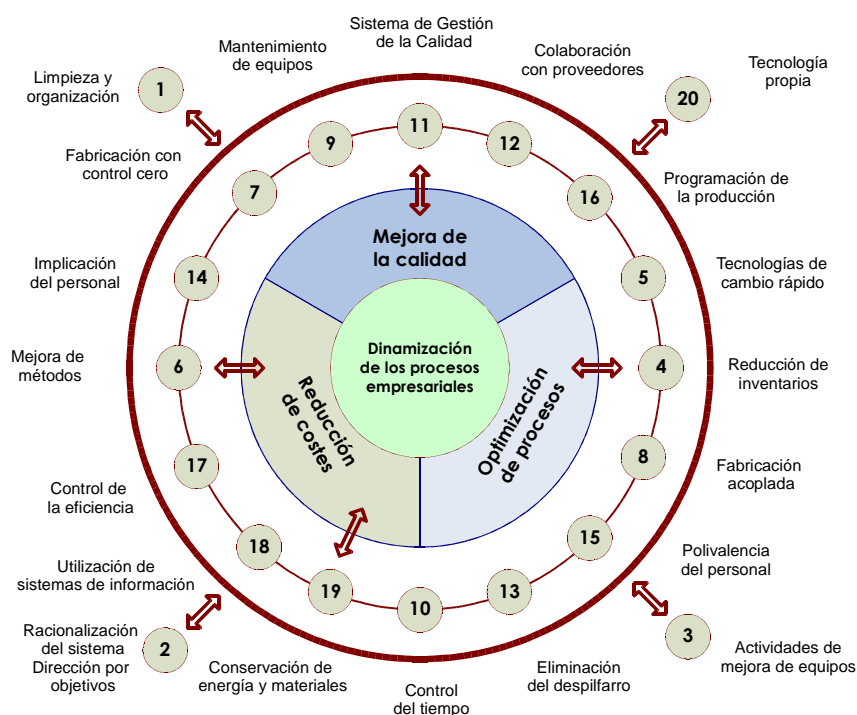 Sistema de Gestión
de la Calidad
Mantenimiento
de equipos
Colaboración
con proveedores
Limpieza y
organización
1
20
Tecnología
propia
Fabricación con
control cero
9
11
12
7
16
Programación de
la producción
Mejora de
la calidad
Implicación
del personal
14
5
Tecnologías de
cambio rápido
Mejora de
métodos
6
Dinamización
de los procesos
empresariales
4
Reducción de
inventarios
Reducción
de costes
Optimización
de procesos
17
8
Fabricación
acoplada
Control de
la eficiencia
18
15
Polivalencia
del personal
Utilización de
sistemas de información
19
10
13
Racionalización
del sistema
Dirección por
objetivos
2
3
Actividades de
mejora de equipos
Conservación de
energía y materiales
Eliminación
del despilfarro
Control
del tiempo